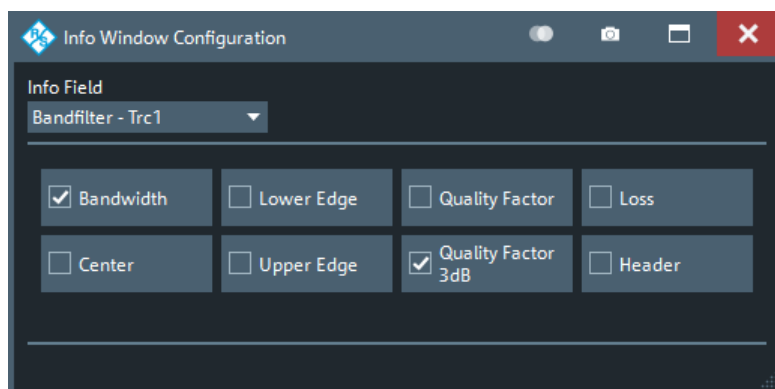 R&S Info Window Configuration
Info Field
Bandfilter - Trc1
Bandwidth
Lower Edge
Quality Factor
Loss
Center
Upper Edge
Quality Factor
3dB
Header